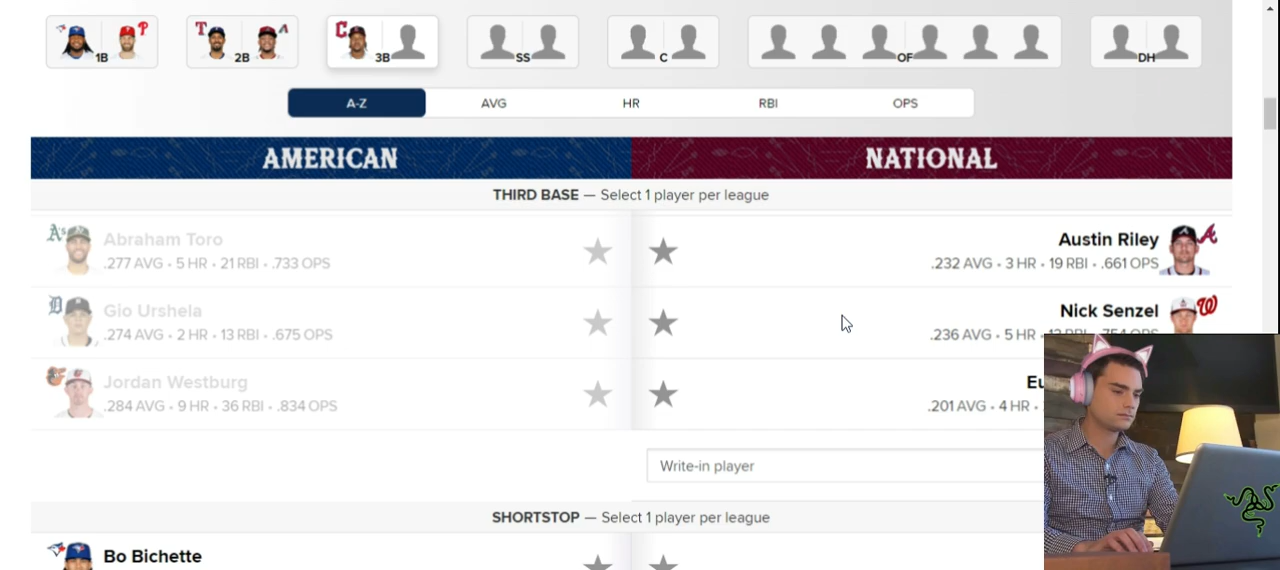 1B
2B
3B
SS
C
OF
DH
A-Z AVG HR RBI OPS
AMERICAN NATIONAL
THIRD BASE — Select 1 player per league
Abraham Toro
.277 AVG • 5 HR • 21 RBI • .733 OPS
Austin Riley
.232 AVG • 3 HR • 19 RBI • .661 OPS
Gio Urshela
.274 AVG • 2 HR • 13 RBI • .675 OPS
Nick Senzel
.236 AVG • 5 HR •
Jordan Westburg
.284 AVG • 9 HR • 36 RBI • .834 OPS
Eu
.201 AVG • 4 HR •
Write-in player
SHORTSTOP — Select 1 player per league
Bo Bichette